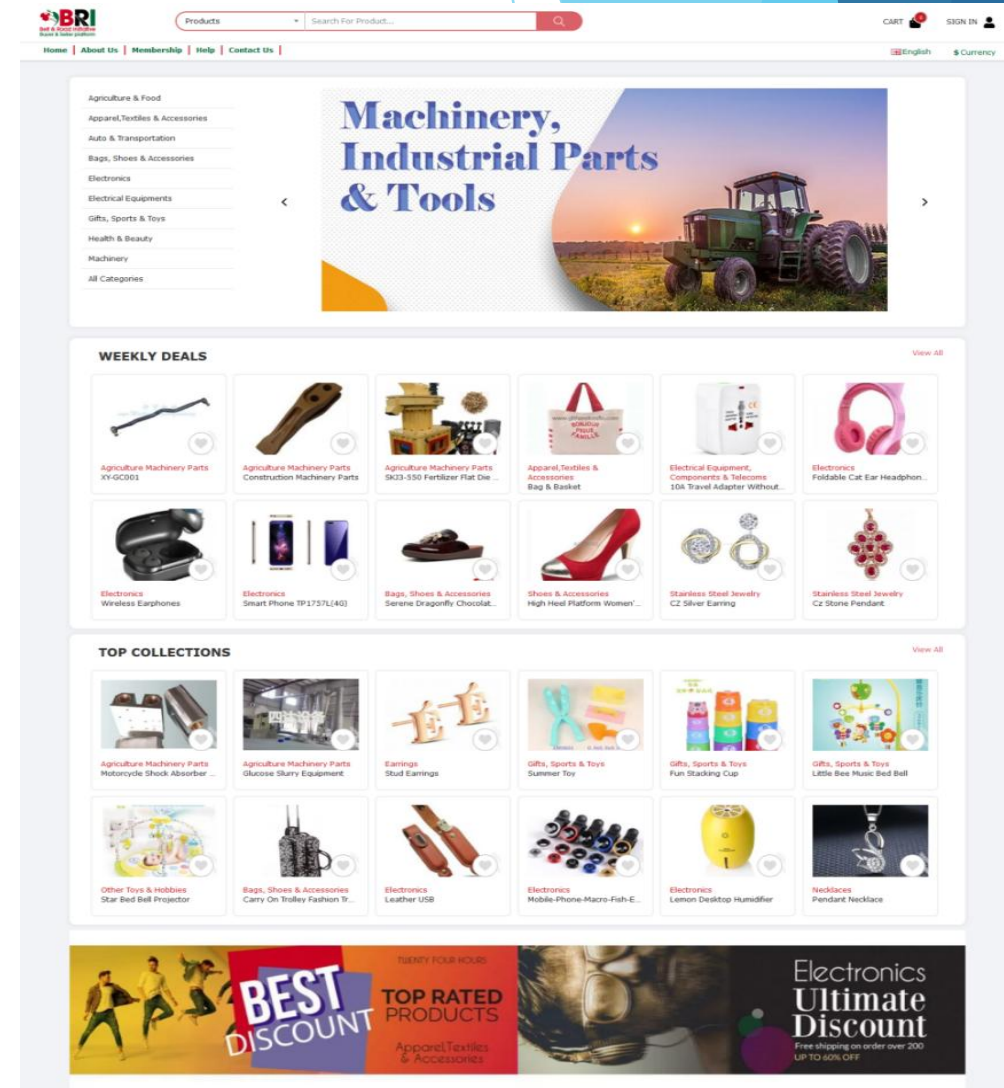 BRI
Belt & Road Initiative
Buyer & Seller platform
Products
Search For Product...
CART
SIGN IN
Home | About Us | Membership | Help | Contact Us |
English
$ Currency
Agriculture & Food
Apparel,Textiles & Accessories
Auto & Transportation
Bags, Shoes & Accessories
Electronics
Electrical Equipments
Gifts, Sports & Toys
Health & Beauty
Machinery
All Categories
Machinery,
Industrial Parts
& Tools
WEEKLY DEALS
View All
Agriculture Machinery Parts
XY-GC001
Agriculture Machinery Parts
Construction Machinery Parts
Agriculture Machinery Parts
SKJ3-550 Fertilizer Flat Die ...
BONJOUR
FAMILLE
Apparel,Textiles &
Accessories
Bag & Basket
Electrical Equipment,
Components & Telecoms
10A Travel Adapter Without...
Electronics
Foldable Cat Ear Headphon...
Electronics
Wireless Earphones
Electronics
Smart Phone TP1757L(4G)
Bags, Shoes & Accessories
Serene Dragonfly Chocolat...
Shoes & Accessories
High Heel Platform Women'...
Stainless Steel Jewelry
CZ Silver Earring
Stainless Steel Jewelry
Cz Stone Pendant
TOP COLLECTIONS
View All
Agriculture Machinery Parts
Motorcycle Shock Absorber ...
Agriculture Machinery Parts
Glucose Slurry Equipment
Earrings
Stud Earrings
Gifts, Sports & Toys
Summer Toy
Gifts, Sports & Toys
Fun Stacking Cup
Gifts, Sports & Toys
Little Bee Music Bed Bell
Other Toys & Hobbies
Star Bed Bell Projector
Bags, Shoes & Accessories
Carry On Trolley Fashion Tr...
Electronics
Leather USB
Electronics
Mobile-Phone-Macro-Fish-E...
Electronics
Lemon Desktop Humidifier
Necklaces
Pendant Necklace
BEST
DISCOUNT
TWENTY FOUR HOURS
TOP RATED
PRODUCTS
Apparel,Textiles
& Accessories
Electronics
Ultimate
Discount
Free shipping on order over 200
UP TO 60% OFF